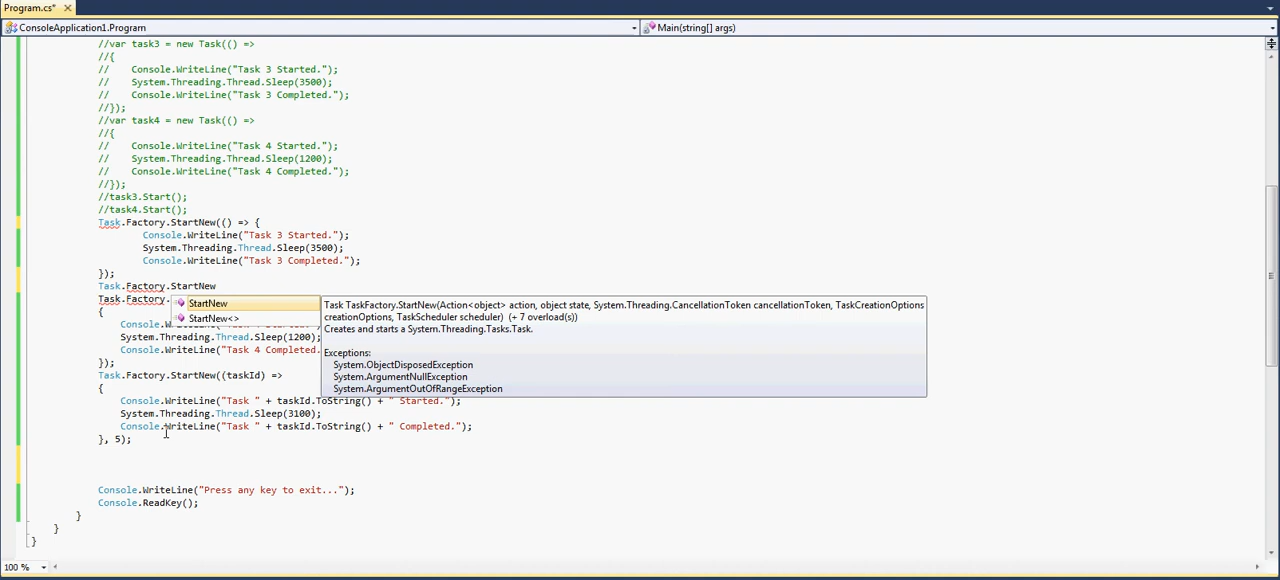 Program.cs* ×
ConsoleApplication1.Program
Main(string[] args)
//var task3 = new Task(() =>
//{
//    Console.WriteLine("Task 3 Started.");
//    System.Threading.Thread.Sleep(3500);
//    Console.WriteLine("Task 3 Completed.");
//});
//var task4 = new Task(() =>
//{
//    Console.WriteLine("Task 4 Started.");
//    System.Threading.Thread.Sleep(1200);
//    Console.WriteLine("Task 4 Completed.");
//});
//task3.Start();
//task4.Start();
Task.Factory.StartNew(() => {
Console.WriteLine("Task 3 Started.");
System.Threading.Thread.Sleep(3500);
Console.WriteLine("Task 3 Completed.");
});
Task.Factory.StartNew
Task.Factory.
StartNew
StartNew<>
Task TaskFactory.StartNew(Action<object> action, object state, System.Threading.CancellationToken cancellationToken, TaskCreationOptions
creationOptions, TaskScheduler scheduler) (+ 7 overload(s))
Creates and starts a System.Threading.Tasks.Task.
Exceptions:
System.ObjectDisposedException
System.ArgumentNullException
System.ArgumentOutOfRangeException
{
Console.
System.Threading.Thread.Sleep(1200);
Console.WriteLine("Task 4 Completed.
});
Task.Factory.StartNew((taskId) =>
{
Console.WriteLine("Task " + taskId.ToString() + " Started.");
System.Threading.Thread.Sleep(3100);
Console.WriteLine("Task " + taskId.ToString() + " Completed.");
}, 5);
Console.WriteLine("Press any key to exit...");
Console.ReadKey();
}
}
}
100 %